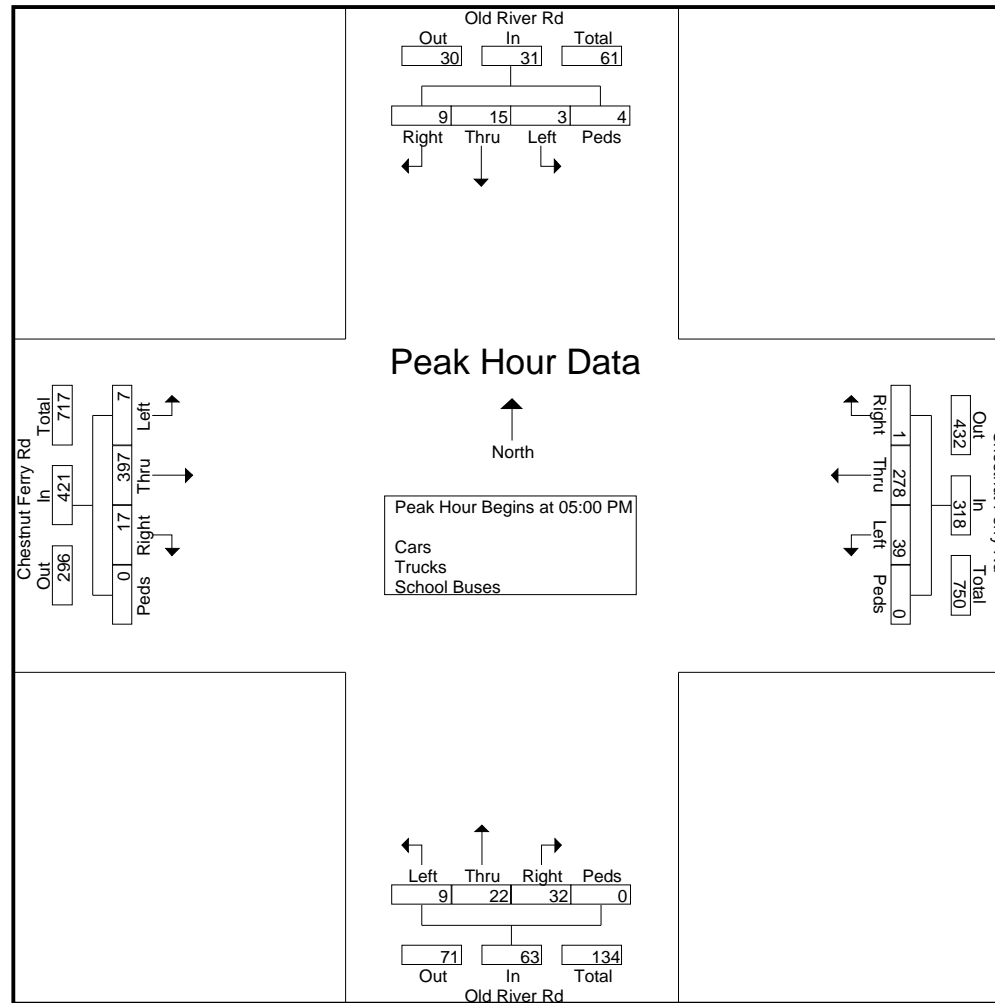 Old River Rd
Out In Total
30 31 61
9 15 3 4
Right Thru Left Peds
Peak Hour Data
North
Peak Hour Begins at 05:00 PM
Cars
Trucks
School Buses
Chestnut Ferry Rd
Out In Total
296 421 717
7 397 17 0
Left Thru Right Peds
Out In Total
432 318 750
1 278 39 0
Right Thru Left Peds
Left Thru Right Peds
9 22 32 0
71 63 134
Out In Total
Old River Rd